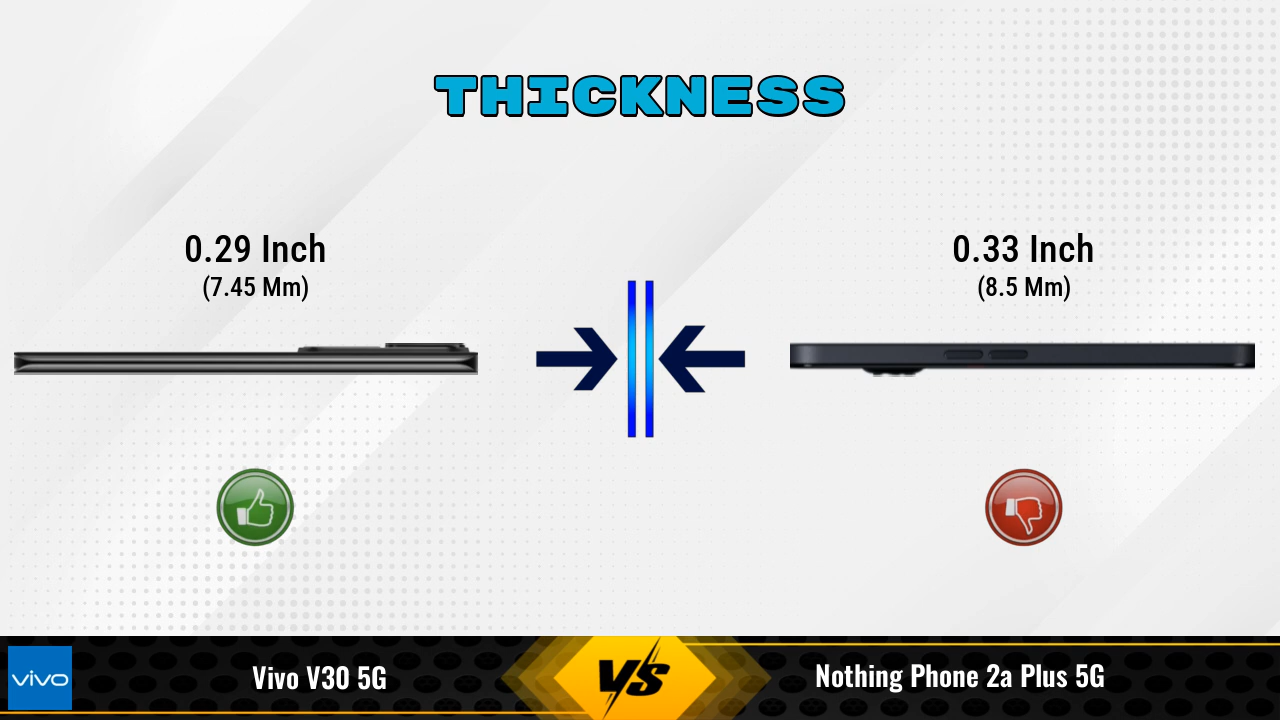 THICKNESS
0.29 Inch
(7.45 Mm)
0.33 Inch
(8.5 Mm)
vivo
Vivo V30 5G
VS
Nothing Phone 2a Plus 5G